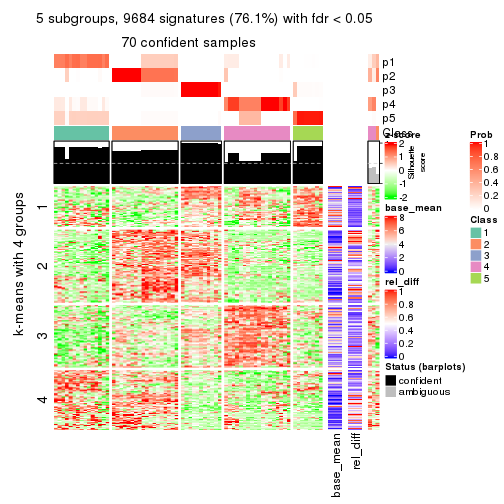 5 subgroups, 9684 signatures (76.1%) with fdr < 0.05
70 confident samples
p1
p2
p3
p4
p5
Class
Silhouette
score
k-means with 4 groups
1
2
3
4
base_mean
rel_diff
z-score
2
1
0
-1
-2
base_mean
8
6
4
2
0
rel_diff
1
0.8
0.6
0.4
0.2
0
Status (barplots)
confident
ambiguous
Prob
1
0.8
0.6
0.4
0.2
0
Class
1
2
3
4
5